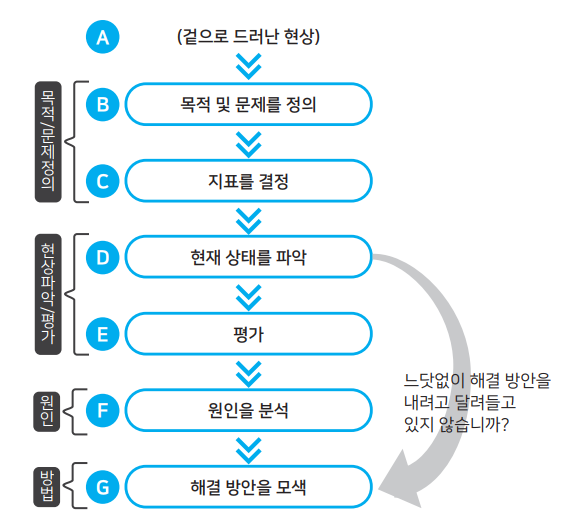 A
(겉으로 드러난 현상)
목적/문제정의
B
목적 및 문제를 정의
C
지표를 결정
현상파악/평가
D
현재 상태를 파악
E
평가
느닷없이 해결 방안을
내려고 달려들고
있지 않습니까?
원인
F
원인을 분석
방법
G
해결 방안을 모색